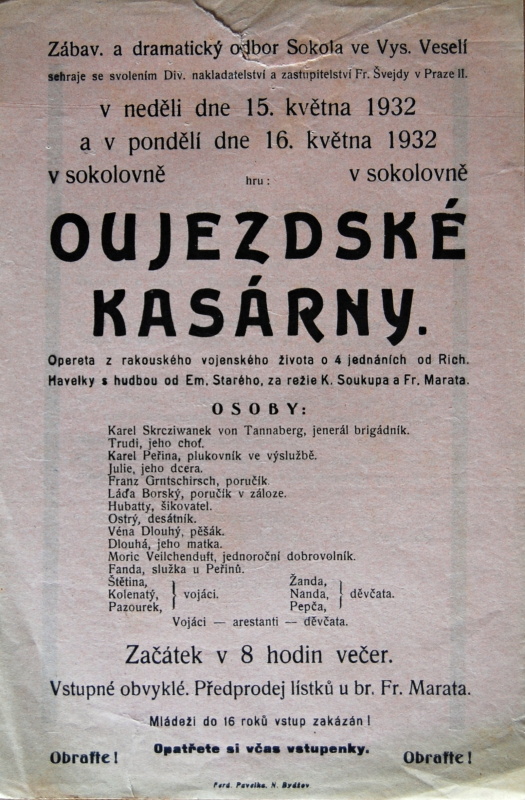 Zábav. a dramatický odbor Sokola ve Vys. Veselí
sehraje se svolením Div. nakladatelství a zastupitelství Fr. Švejdy v Praze II.
v neděli dne 15. května 1932
a v pondělí dne 16. května 1932
v sokolovně hru: v sokolovně
OUJEZDSKÉ
KASÁRNY.
Opereta z rakouského vojenského života o 4 jednáních od Rich.
Havelky s hudbou od Em. Starého, za režie K. Soukupa a Fr. Marata.
OSOBY:
Karel Skrcziwanek von Tannaberg, jenerál brigádník.
Trudi, jeho choť.
Karel Peřina, plukovník ve výslužbě.
Julie, jeho dcera.
Franz Grntschirsch, poručík.
Láďa Borský, poručík v záloze.
Hubatty, šikovatel.
Ostrý, desátník.
Véna Dlouhý, pěšák.
Dlouhá, jeho matka.
Moric Veilchenduft, jednoroční dobrovolník.
Fanda, služka u Peřinů.
Štětina, Žanda,
Kolenatý, } vojáci. Nanda, } děvčata.
Pazourek, Pepča,
Vojáci — arestanti — děvčata.
Začátek v 8 hodin večer.
Vstupné obvyklé. Předprodej lístků u br. Fr. Marata.
Mládeži do 16 roků vstup zakázán!
Obraťte! Opatřete si včas vstupenky. Obraťte!
Ferd. Pavelka, N. Bydžov